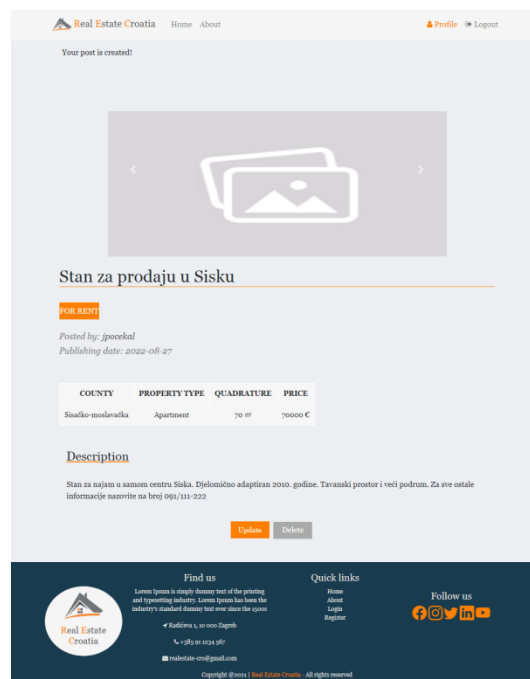 Real Estate Croatia Home About Profile Logout
Your post is created!
Stan za prodaju u Sisku
FOR RENT
Posted by: jpocekal
Publishing date: 2022-08-27
COUNTY PROPERTY TYPE QUADRATURE PRICE
Sisačko-moslavačka Apartment 70 m² 70000 €
Description
Stan za najam u samom centru Siska. Djelomično adaptiran 2010. godine. Tavanski prostor i veći podrum. Za sve ostale
informacije nazovite na broj 091/111-222
Update Delete
Real Estate
Croatia
Find us
Lorem Ipsum is simply dummy text of the printing
and typesetting industry. Lorem Ipsum has been the
industry's standard dummy text ever since the 1500s
Radićeva 1, 10 000 Zagreb
+385 91 1234 567
realestate-cro@gmail.com
Quick links
Home
About
Login
Register
Follow us
Copyright @2021 | Real Estate Croatia - All rights reserved